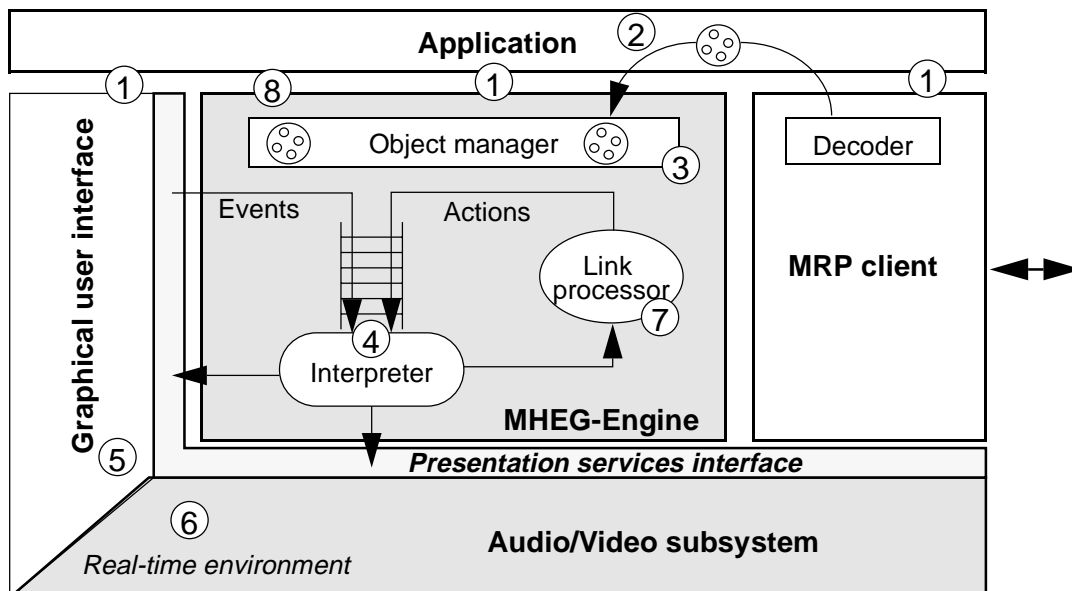 Application
2
1
8
1
1
Object manager
3
Decoder
Events
Actions
Graphical user interface
Link
processor
7
MRP client
4
Interpreter
MHEG-Engine
5
Presentation services interface
6
Audio/Video subsystem
Real-time environment